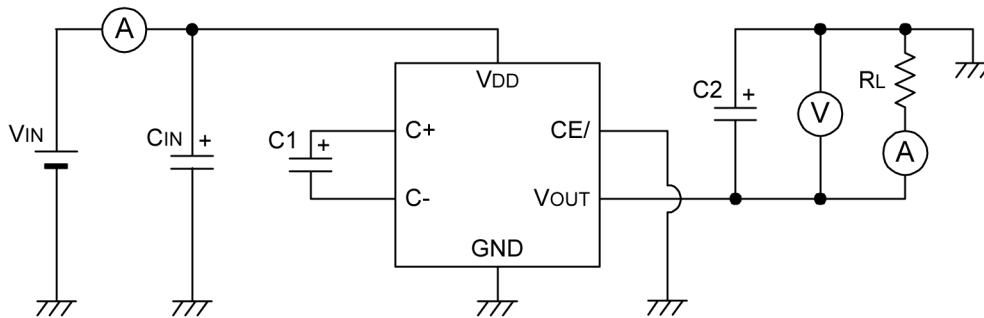 A
VDD
C2
+
RL
V
VIN
CIN
+
C1
+
C+
CE/
A
C-
VOUT
GND